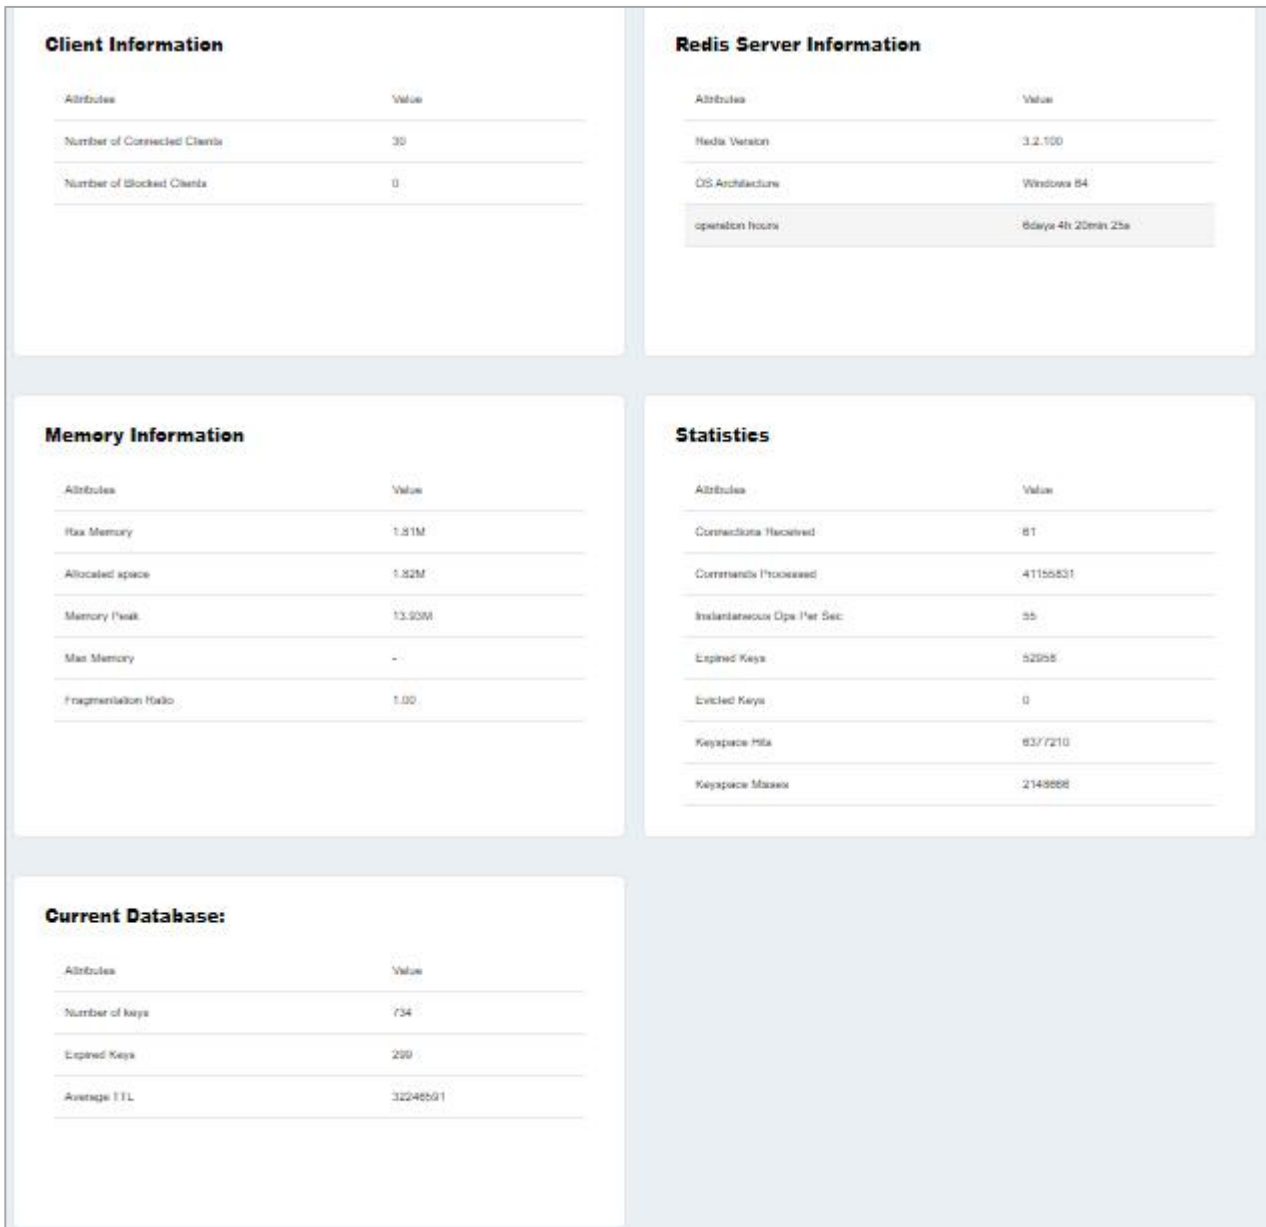 Client Information
Attributes Value
Number of Connected Clients 30
Number of Blocked Clients 0
Redis Server Information
Attributes Value
Redis Version 3.2.100
OS Architecture Windows 64
operation hours 6days 4h 20min 25s
Memory Information
Attributes Value
Rss Memory 1.81M
Allocated space 1.82M
Memory Peak 13.93M
Max Memory -
Fragmentation Ratio 1.00
Statistics
Attributes Value
Connections Received 61
Commands Processed 41155831
Instantaneous Ops Per Sec 55
Expired Keys 52958
Evicted Keys 0
Keyspace Hits 6377210
Keyspace Misses
Current Database:
Attributes Value
Number of keys 734
Expired Keys 299
Average TTL